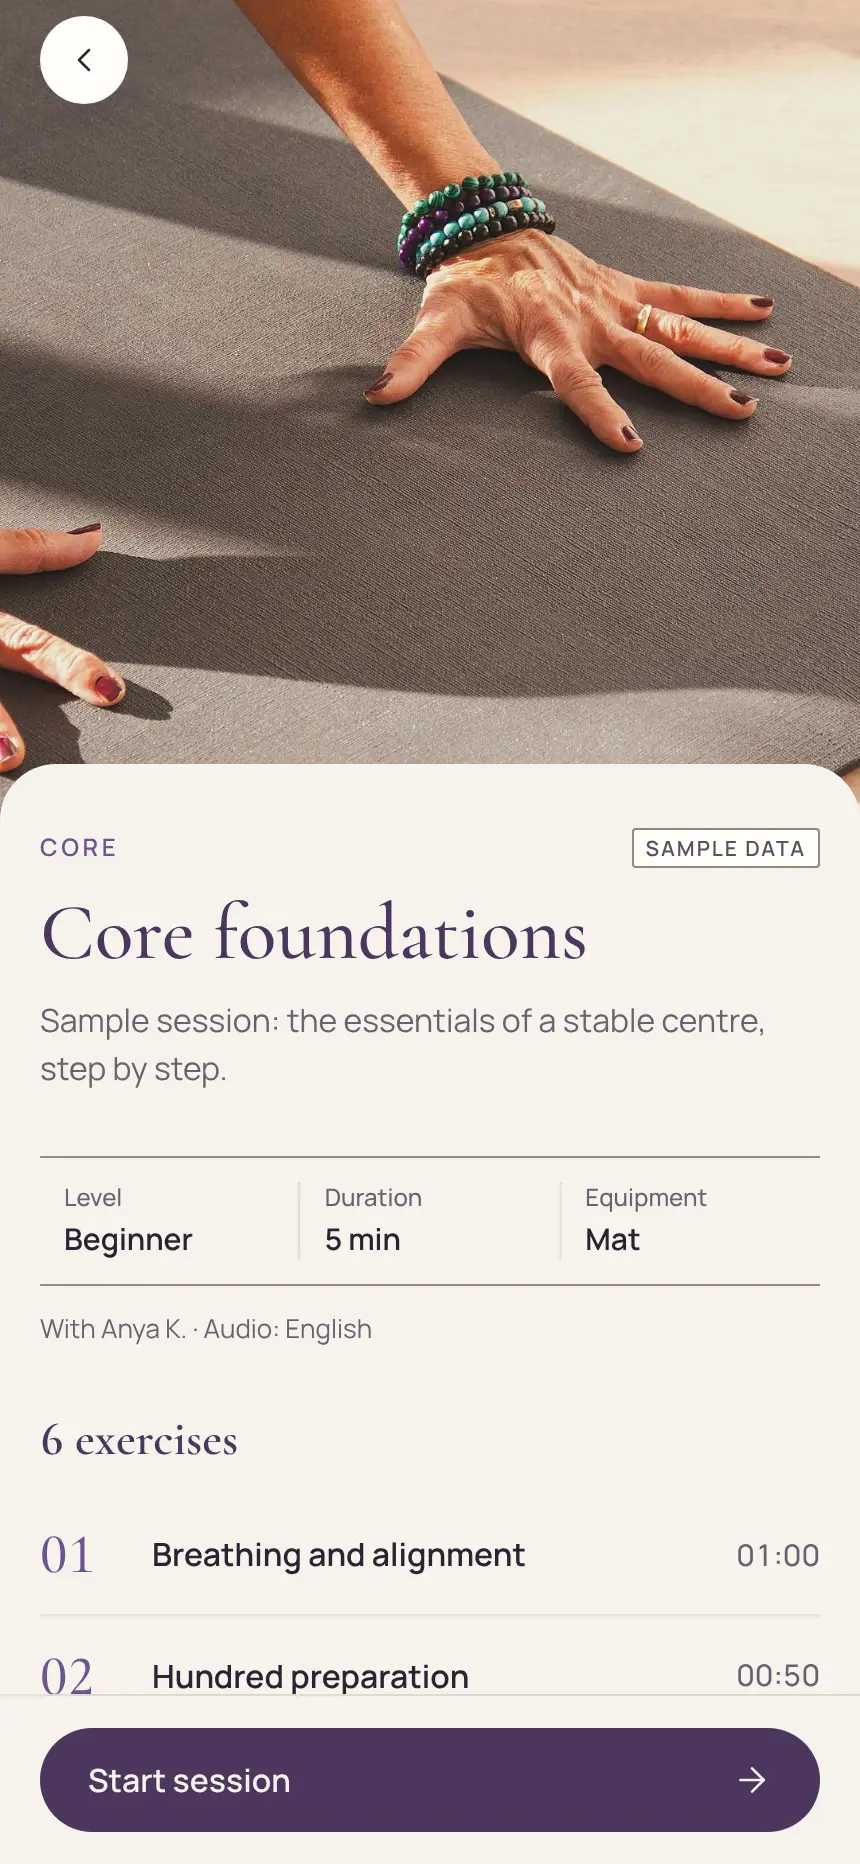 CORE
SAMPLE DATA
Core foundations
Sample session: the essentials of a stable centre,
step by step.
Level
Duration
Equipment
Beginner
5 min
Mat
With Anya K. · Audio: English
6 exercises
01 Breathing and alignment 01:00
02 Hundred preparation 00:50
Start session